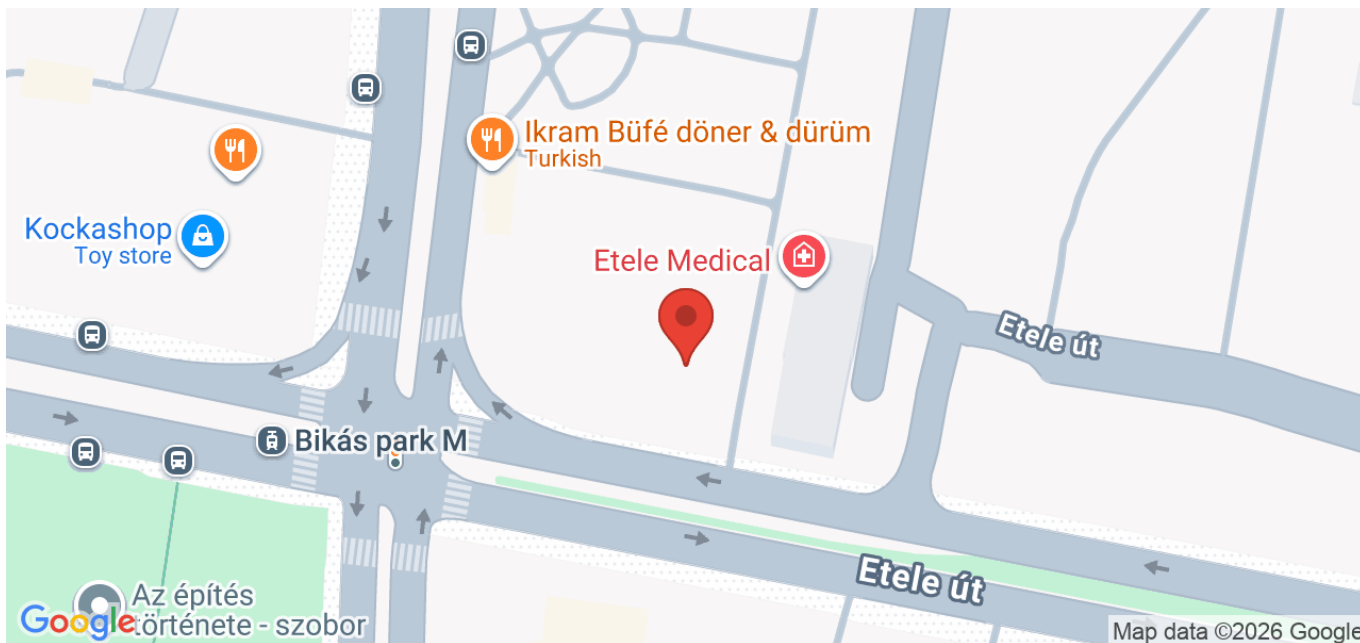 Ikram Büfé döner & dürüm
Turkish
Kockashop
Toy store
Etele Medical
Etele út
Bikás park M
Etele út
Az építés
története - szobor
Google
Map data ©2026 Google